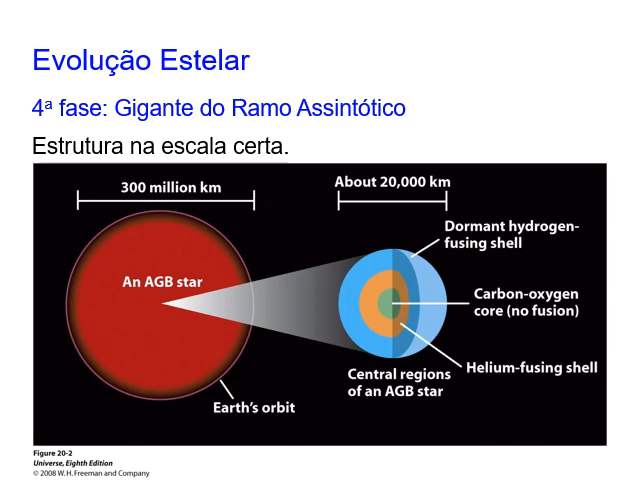 Evolução Estelar
4ª fase: Gigante do Ramo Assintótico
Estrutura na escala certa.
300 million km
About 20,000 km
Dormant hydrogen-
fusing shell
An AGB star
Carbon-oxygen
core (no fusion)
Helium-fusing shell
Central regions
of an AGB star
Earth's orbit
Figure 20-2
Universe, Eighth Edition
© 2008 W. H. Freeman and Company